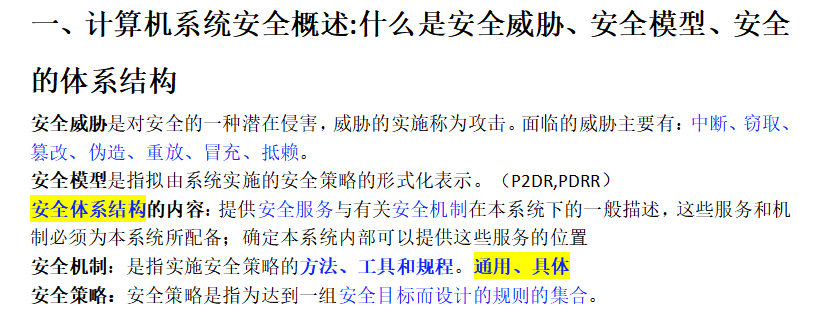 一、计算机系统安全概述:什么是安全威胁、安全模型、安全
的体系结构
安全威胁是对安全的一种潜在侵害，威胁的实施称为攻击。面临的威胁主要有：中断、窃取、
篡改、伪造、重放、冒充、抵赖。
安全模型是指拟由系统实施的安全策略的形式化表示。（P2DR,PDRR）
安全体系结构的内容：提供安全服务与有关安全机制在本系统下的一般描述，这些服务和机
制必须为本系统所配备；确定本系统内部可以提供这些服务的位置
安全机制：是指实施安全策略的方法、工具和规程。通用、具体
安全策略：安全策略是指为达到一组安全目标而设计的规则的集合。